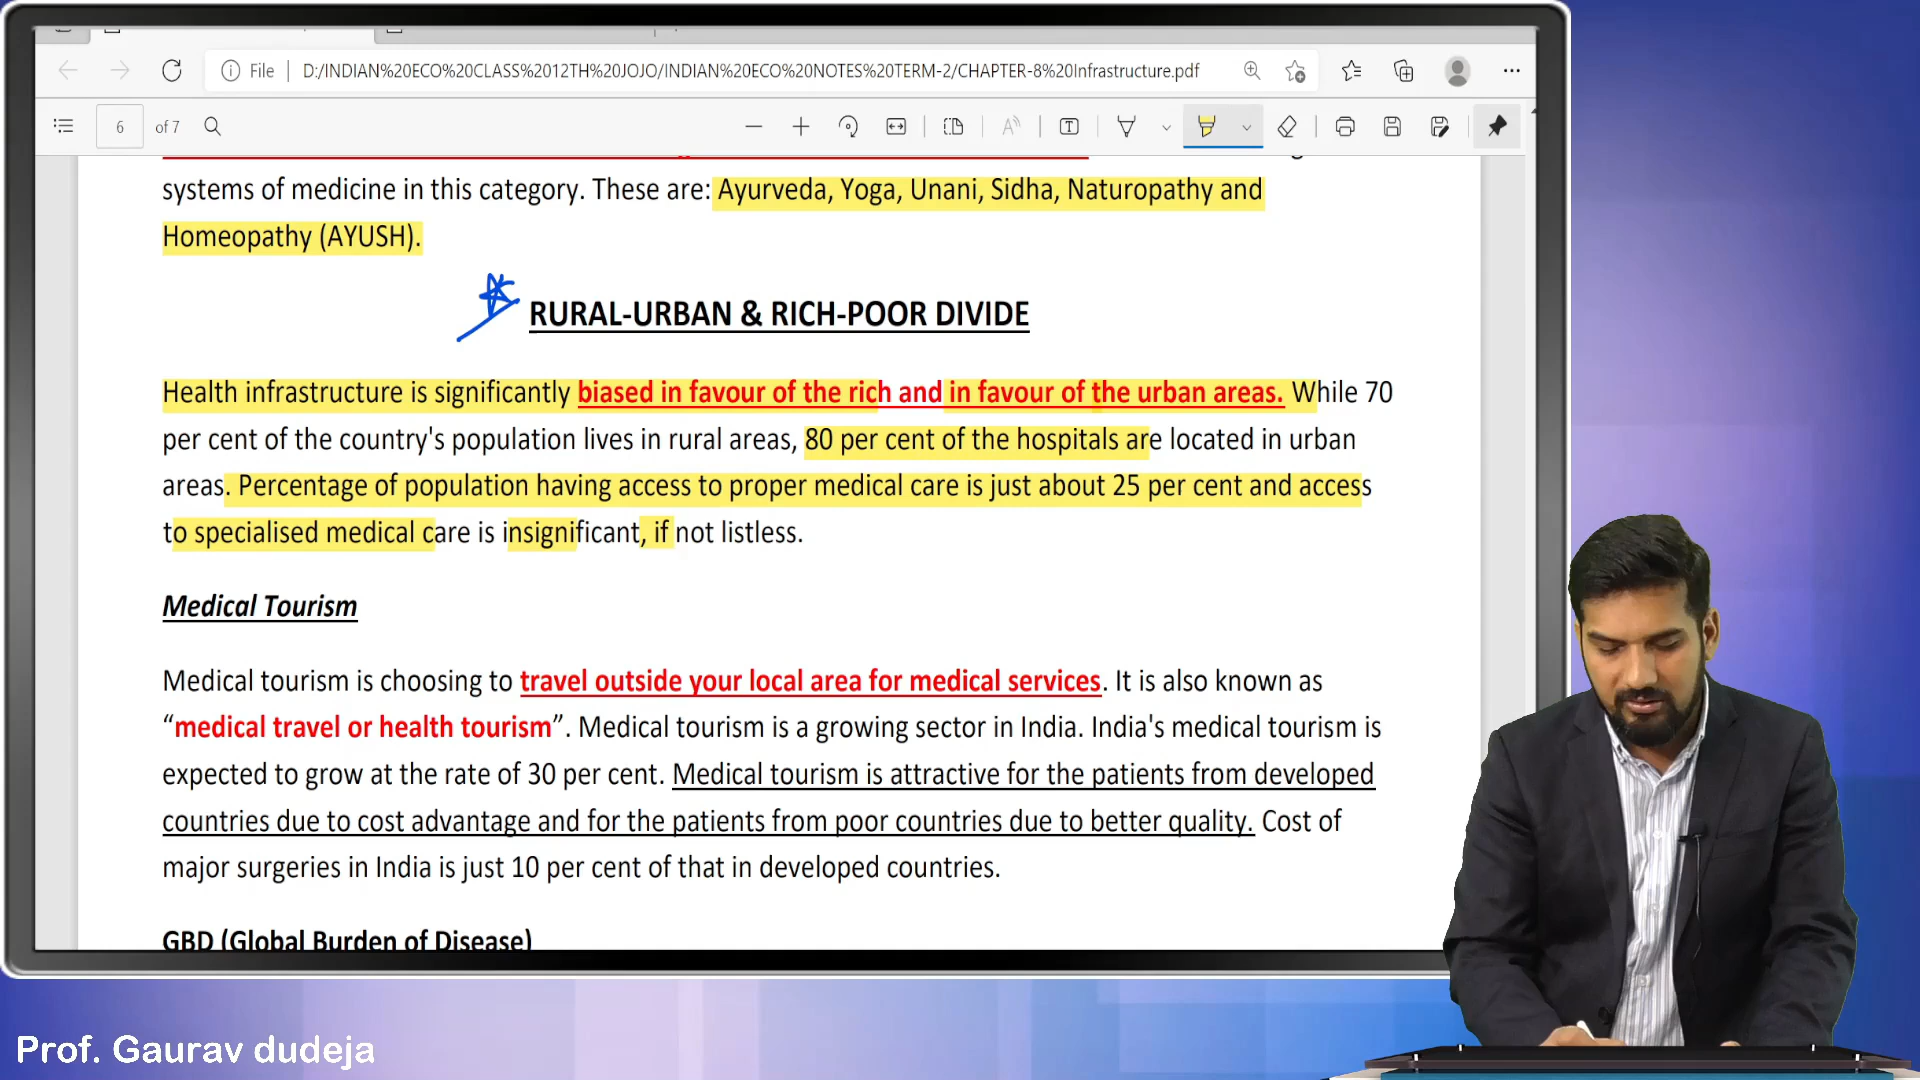 File
D:/INDIAN%20ECO%20CLASS%2012TH%20JOJO/INDIAN%20ECO%20NOTES%20TERM-2/CHAPTER-8%20Infrastructure.pdf
6 of 7
systems of medicine in this category. These are: Ayurveda, Yoga, Unani, Sidha, Naturopathy and
Homeopathy (AYUSH).
RURAL-URBAN & RICH-POOR DIVIDE
Health infrastructure is significantly biased in favour of the rich and in favour of the urban areas. While 70
per cent of the country's population lives in rural areas, 80 per cent of the hospitals are located in urban
areas. Percentage of population having access to proper medical care is just about 25 per cent and access
to specialised medical care is insignificant, if not listless.
Medical Tourism
Medical tourism is choosing to travel outside your local area for medical services. It is also known as
“medical travel or health tourism”. Medical tourism is a growing sector in India. India's medical tourism is
expected to grow at the rate of 30 per cent. Medical tourism is attractive for the patients from developed
countries due to cost advantage and for the patients from poor countries due to better quality. Cost of
major surgeries in India is just 10 per cent of that in developed countries.
GBD (Global Burden of Disease)
Prof. Gaurav dudeja